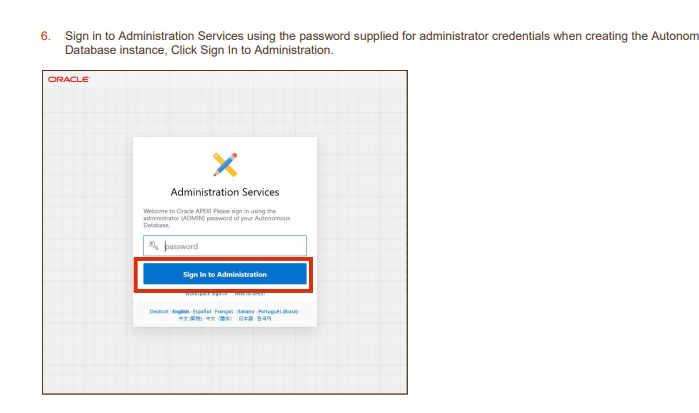 6. Sign in to Administration Services using the password supplied for administrator credentials when creating the Autonom
Database instance, Click Sign In to Administration.
ORACLE
Administration Services
Welcome to Oracle APEX! Please sign in using the
administrator (ADMIN) password of your Autonomous
Database.
password
Sign In to Administration
Workspace Sign-In New to APEX?
Deutsch · English · Español · Français · Italiano · Português (Brasil) ·
中文 (繁體) · 中文 (简体) · 日本語 · 한국어